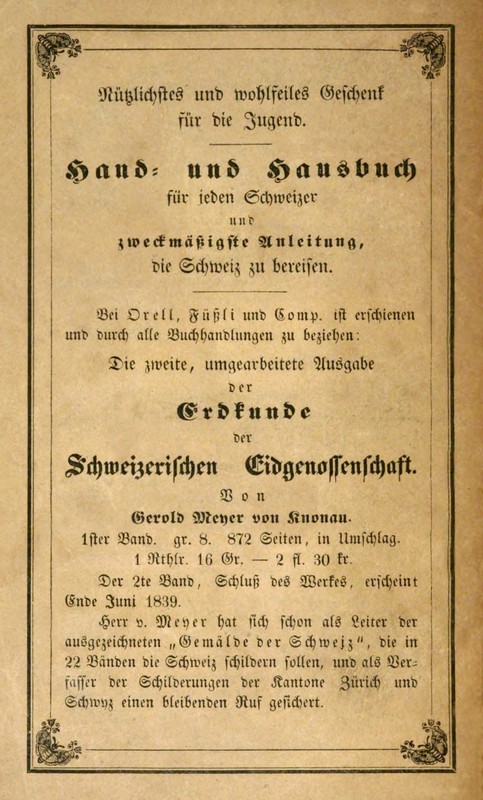 Nützlichstes und wohlfeiles Geschenk
für die Jugend.
Hand- und Hausbuch
für jeden Schweizer
und
zweckmäßigste Anleitung,
die Schweiz zu bereisen.
Bei Orell, Füßli und Comp. ist erschienen
und durch alle Buchhandlungen zu beziehen:
Die zweite, umgearbeitete Ausgabe
der
Erdkunde
der
Schweizerischen Eidgenossenschaft.
Von
Gerold Meyer von Knonau.
1ster Band. gr. 8. 872 Seiten, in Umschlag.
1 Rthlr. 16 Gr. — 2 fl. 30 kr.
Der 2te Band, Schluß des Werkes, erscheint
Ende Juni 1839.
Herr v. Meyer hat sich schon als Leiter der
ausgezeichneten „Gemälde der Schweiz“, die in
22 Bänden die Schweiz schildern sollen, und als Ver-
fasser der Schilderungen der Kantone Zürich und
Schwyz einen bleibenden Ruf gesichert.